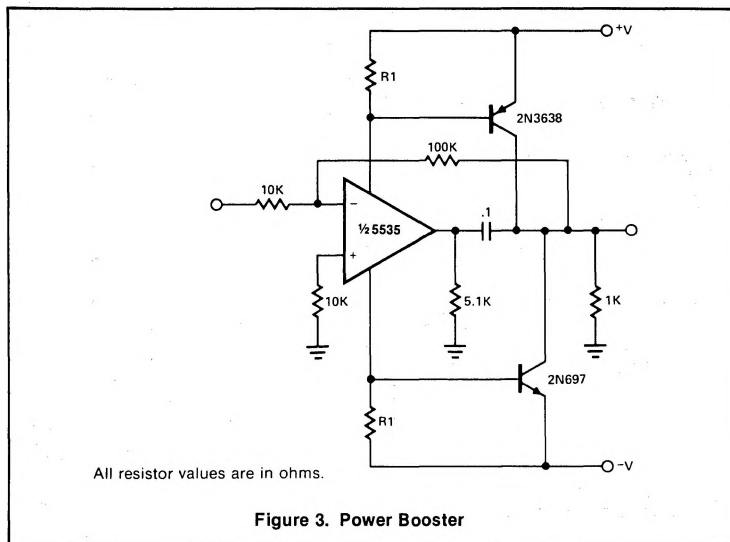 +V
R1
2N3638
100K
10K
−
½ 5535
.1
+
10K
5.1K
1K
2N697
R1
−V
All resistor values are in ohms.
Figure 3. Power Booster